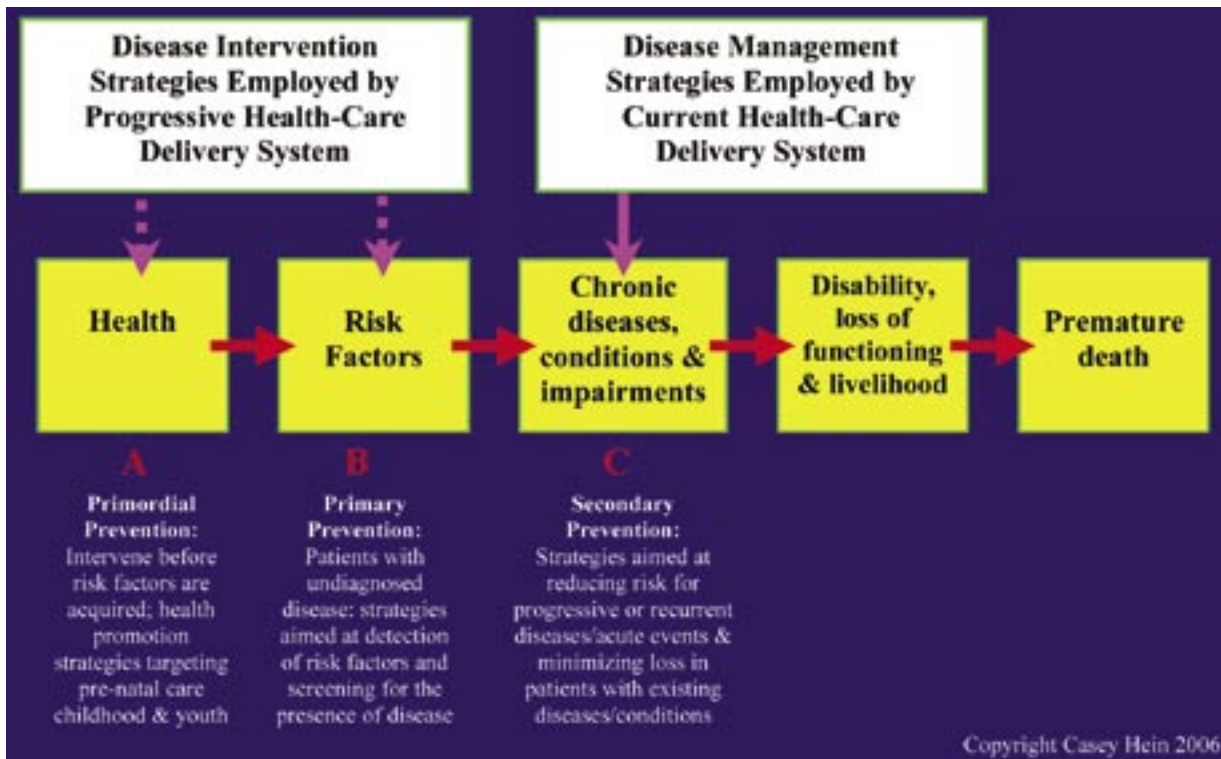 Disease Intervention
Strategies Employed by
Progressive Health-Care
Delivery System
Disease Management
Strategies Employed by
Current Health-Care
Delivery System
Health
Risk
Factors
Chronic
diseases,
conditions &
impairments
Disability,
loss of
functioning
& livelihood
Premature
death
A
Primordial
Prevention:
Intervene before
risk factors are
acquired; health
promotion
strategies targeting
pre-natal care
childhood & youth
B
Primary
Prevention:
Patients with
undiagnosed
disease: strategies
aimed at detection
of risk factors and
screening for the
presence of disease
C
Secondary
Prevention:
Strategies aimed at
reducing risk for
progressive or recurrent
diseases/acute events &
minimizing loss in
patients with existing
diseases/conditions
Copyright Casey Hein 2006